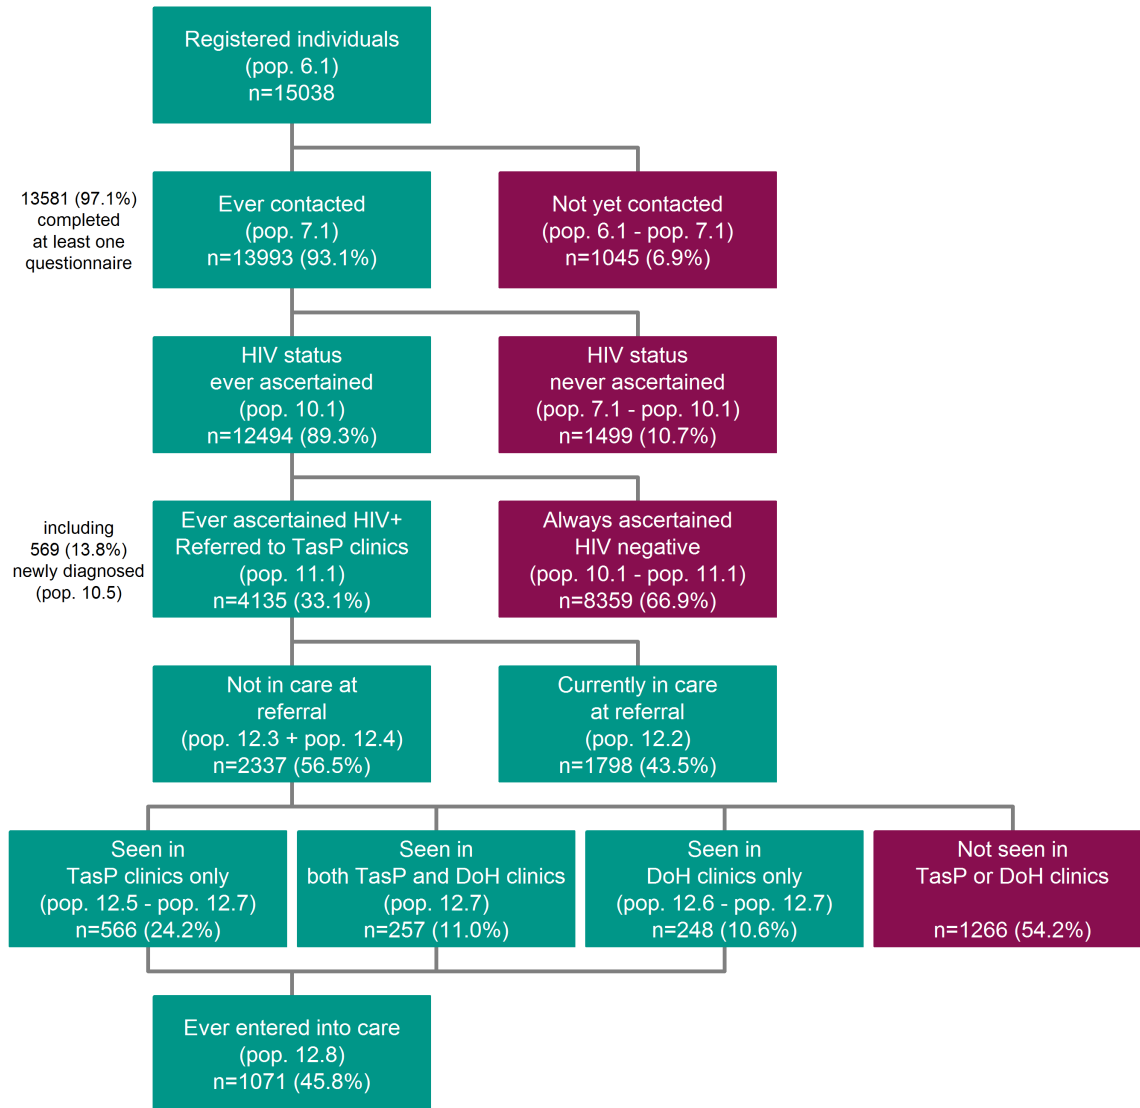 Registered individuals
(pop. 6.1)
n=15038
13581 (97.1%)
completed
at least one
questionnaire
Ever contacted
(pop. 7.1)
n=13993 (93.1%)
Not yet contacted
(pop. 6.1 - pop. 7.1)
n=1045 (6.9%)
HIV status
ever ascertained
(pop. 10.1)
n=12494 (89.3%)
HIV status
never ascertained
(pop. 7.1 - pop. 10.1)
n=1499 (10.7%)
including
569 (13.8%)
newly diagnosed
(pop. 10.5)
Ever ascertained HIV+
Referred to TasP clinics
(pop. 11.1)
n=4135 (33.1%)
Always ascertained
HIV negative
(pop. 10.1 - pop. 11.1)
n=8359 (66.9%)
Not in care at
referral
(pop. 12.3 + pop. 12.4)
n=2337 (56.5%)
Currently in care
at referral
(pop. 12.2)
n=1798 (43.5%)
Seen in
TasP clinics only
(pop. 12.5 - pop. 12.7)
n=566 (24.2%)
Seen in
both TasP and DoH clinics
(pop. 12.7)
n=257 (11.0%)
Seen in
DoH clinics only
(pop. 12.6 - pop. 12.7)
n=248 (10.6%)
Not seen in
TasP or DoH clinics
n=1266 (54.2%)
Ever entered into care
(pop. 12.8)
n=1071 (45.8%)